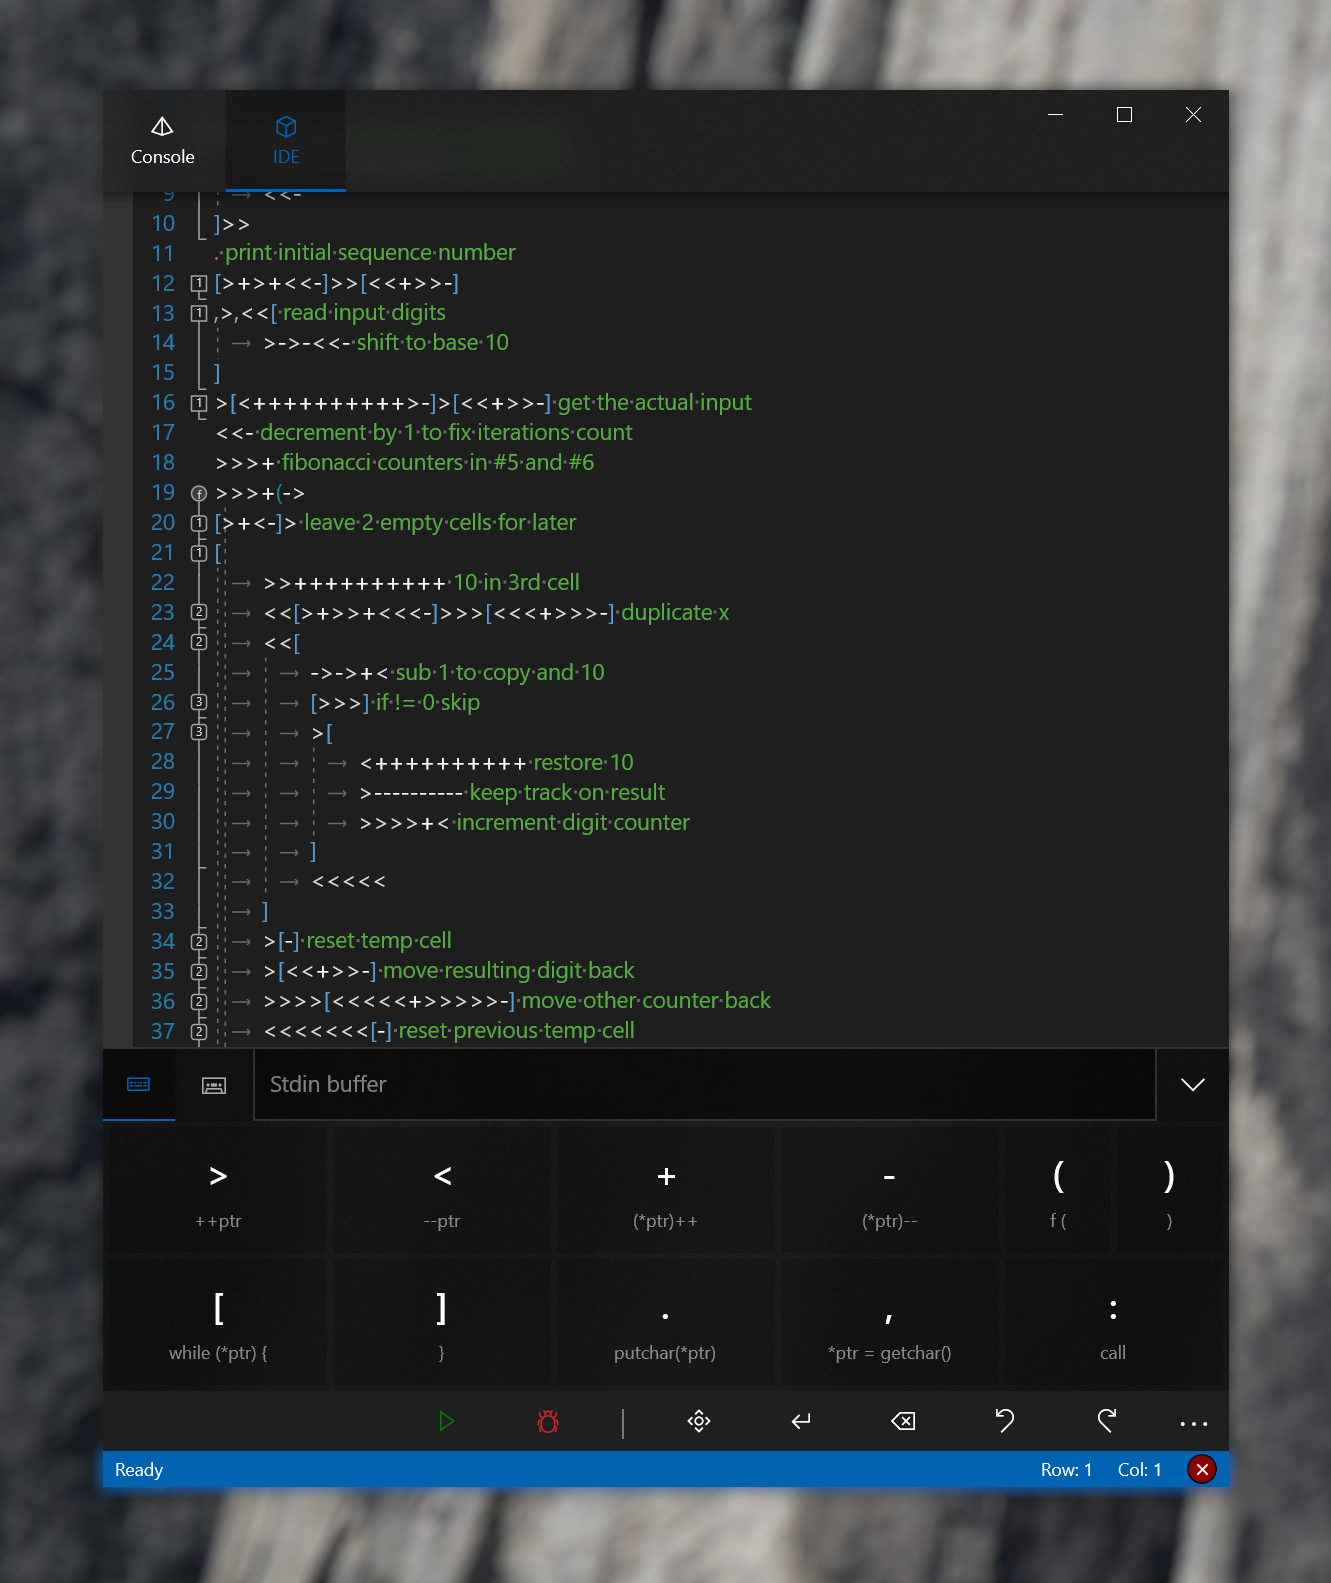 Console
IDE
9 <<-
10 ]>>
11 . print initial sequence number
12 [>+>+<<-]>>[<<+>>-]
13 ,>,<<[ read input digits
14 >->-<<- shift to base 10
15 ]
16 >[<++++++++++>-]>[<<+>>-] get the actual input
17 <<- decrement by 1 to fix iterations count
18 >>>+ fibonacci counters in #5 and #6
19 >>>+(->
20 [>+<-]> leave 2 empty cells for later
21 [
22 >>++++++++++ 10 in 3rd cell
23 <<[>+>>+<<<-]>>>[<<<+>>>-] duplicate x
24 <<[
25 ->->+< sub 1 to copy and 10
26 [>>>] if != 0 skip
27 >[
28 <++++++++++ restore 10
29 >---------- keep track on result
30 >>>>+< increment digit counter
31 ]
32 <<<<<
33 ]
34 >[-] reset temp cell
35 >[<<+>>-] move resulting digit back
36 >>>>[<<<<<+>>>>>-] move other counter back
37 <<<<<<<[-] reset previous temp cell
Stdin buffer
> < + - ( )
++ptr --ptr (*ptr)++ (*ptr)-- f ( )
[ ] . , :
while (*ptr) { } putchar(*ptr) *ptr = getchar() call
Ready Row: 1 Col: 1